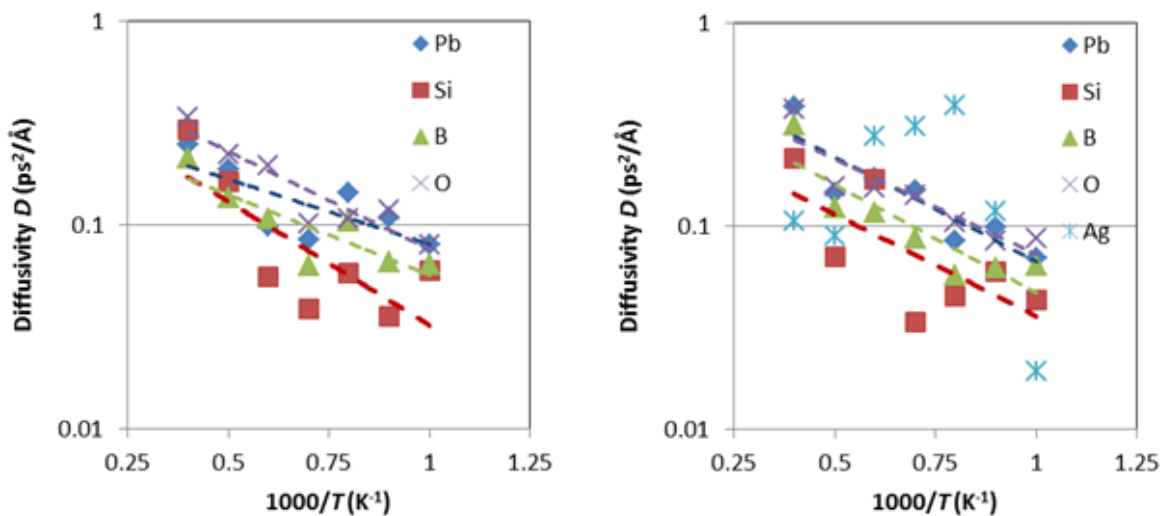 1
0.1
0.01
Diffusivity D (ps²/Å)
Pb
Si
B
O
0.25 0.5 0.75 1 1.25
1000/T(K⁻¹)
1
0.1
0.01
Diffusivity D (ps²/Å)
Pb
Si
B
O
Ag
0.25 0.5 0.75 1 1.25
1000/T(K⁻¹)